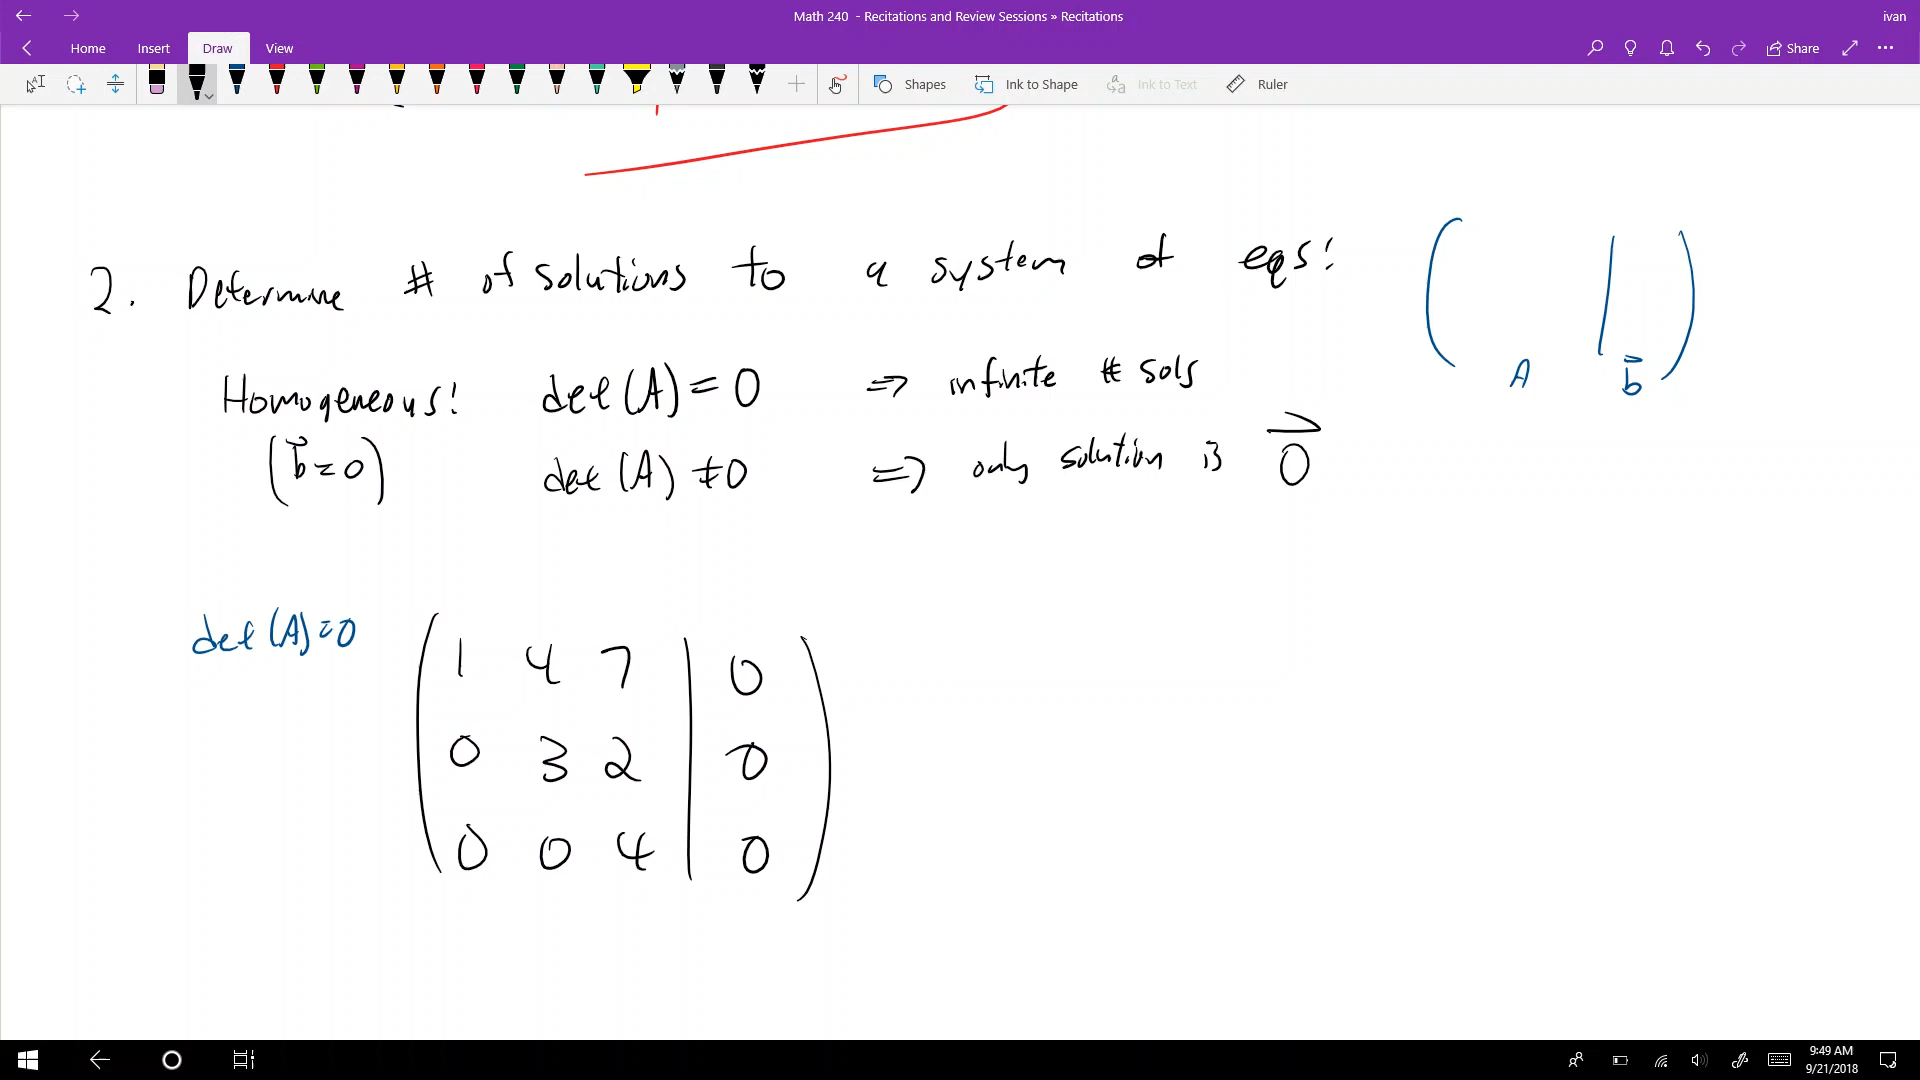 Math 240 - Recitations and Review Sessions » Recitations
ivan
Home Insert Draw View
Share
Shapes Ink to Shape Ink to Text Ruler
2. Determine # of solutions to a system of eqs!
Homogeneous! det(A) = 0 ⇒ infinite # sols
(b⃗ = 0) det(A) ≠ 0 ⇒ only solution is 0⃗
A b⃗
det(A) = 0
1 4 7 | 0
0 3 2 | 0
0 0 4 | 0
9:49 AM
9/21/2018